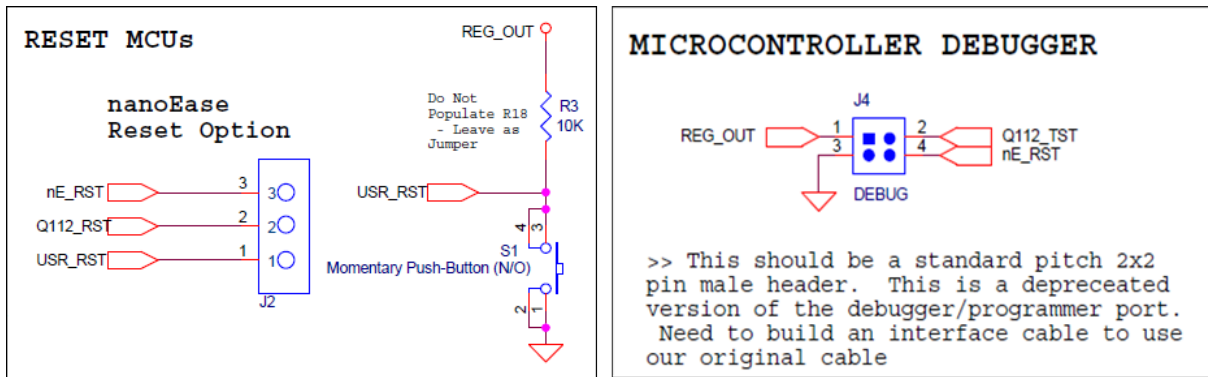 RESET MCUs
REG_OUT
nanoEase
Reset Option
Do Not
Populate R18
- Leave as
Jumper
R3
10K
nE_RST
3
3
USR_RST
Q112_RST
2
2
4
3
USR_RST
1
1
S1
Momentary Push-Button (N/O)
J2
2
1
MICROCONTROLLER DEBUGGER
J4
REG_OUT
1
2
Q112_TST
3
4
nE_RST
DEBUG
>> This should be a standard pitch 2x2
pin male header. This is a depreceated
version of the debugger/programmer port.
Need to build an interface cable to use
our original cable